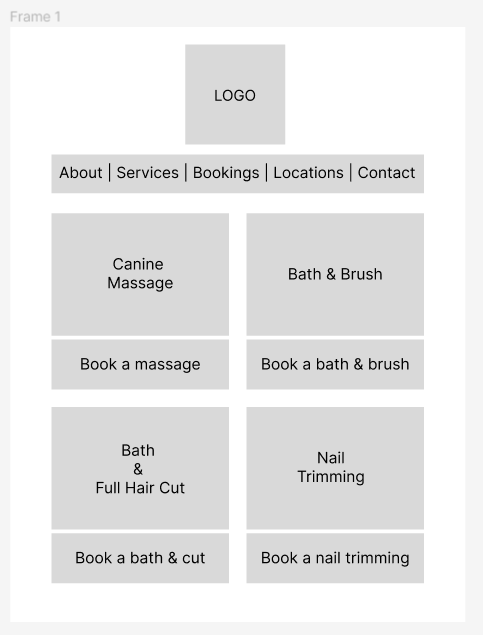 Frame 1
LOGO
About | Services | Bookings | Locations | Contact
Canine
Massage
Bath & Brush
Book a massage
Book a bath & brush
Bath
&
Full Hair Cut
Nail
Trimming
Book a bath & cut
Book a nail trimming